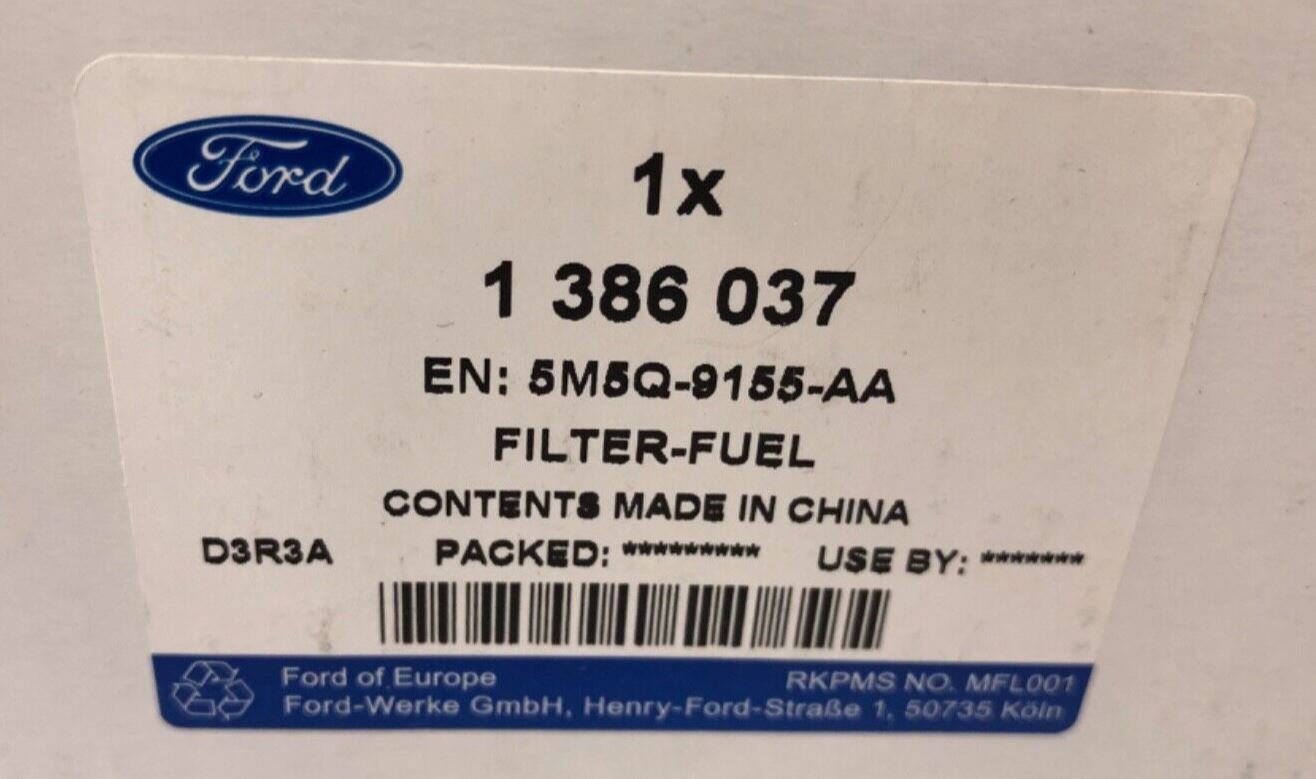 Ford
1x
1 386 037
EN: 5M5Q-9155-AA
FILTER-FUEL
CONTENTS MADE IN CHINA
D3R3A PACKED: ********* USE BY: *******
Ford of Europe RKPMS NO. MFL001
Ford-Werke GmbH, Henry-Ford-Straße 1, 50735 Köln